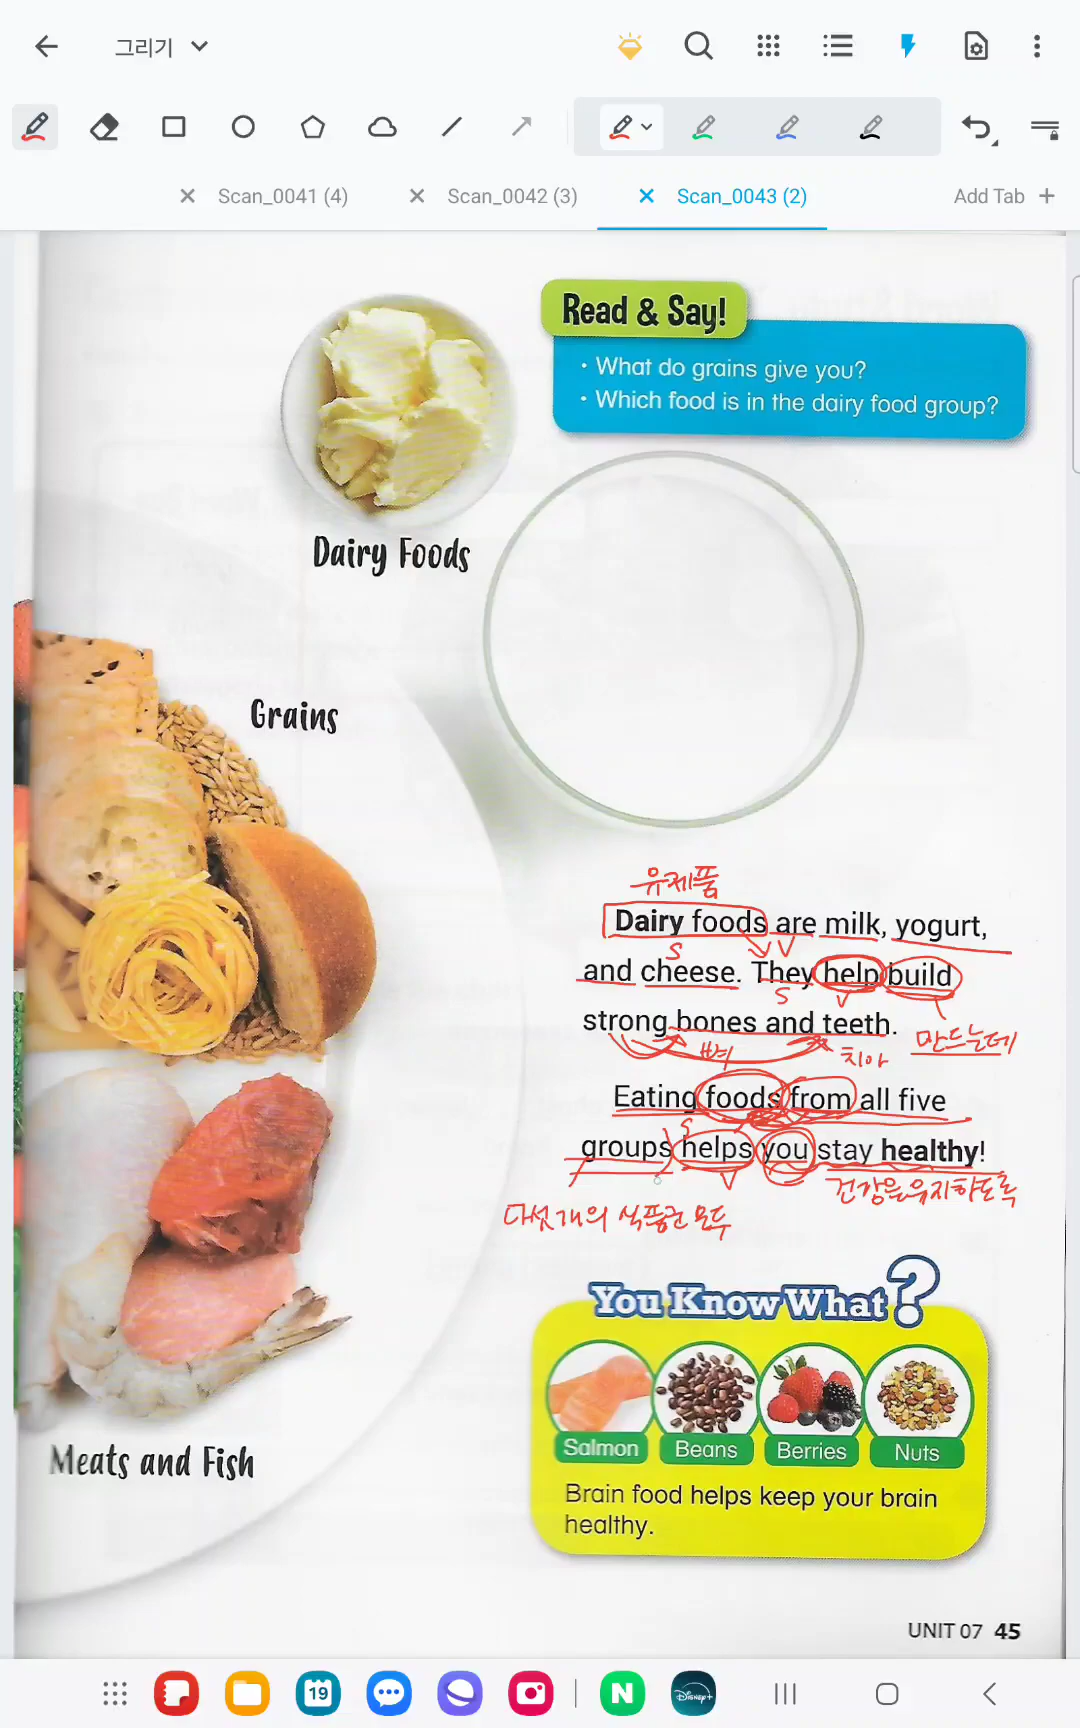 그리기
Scan_0041 (4)
Scan_0042 (3)
Scan_0043 (2)
Add Tab
Read & Say!
• What do grains give you?
• Which food is in the dairy food group?
Dairy Foods
Grains
유제품
Dairy foods are milk, yogurt,
S V
and cheese. They help build
S V
strong bones and teeth.
만드는데
뼈 치아
Eating foods from all five
S
groups helps you stay healthy!
V
건강을유지하도록
다섯개의 식품군 모두
You Know What?
Salmon Beans Berries Nuts
Brain food helps keep your brain
healthy.
Meats and Fish
UNIT 07 45
19
N
Disney+